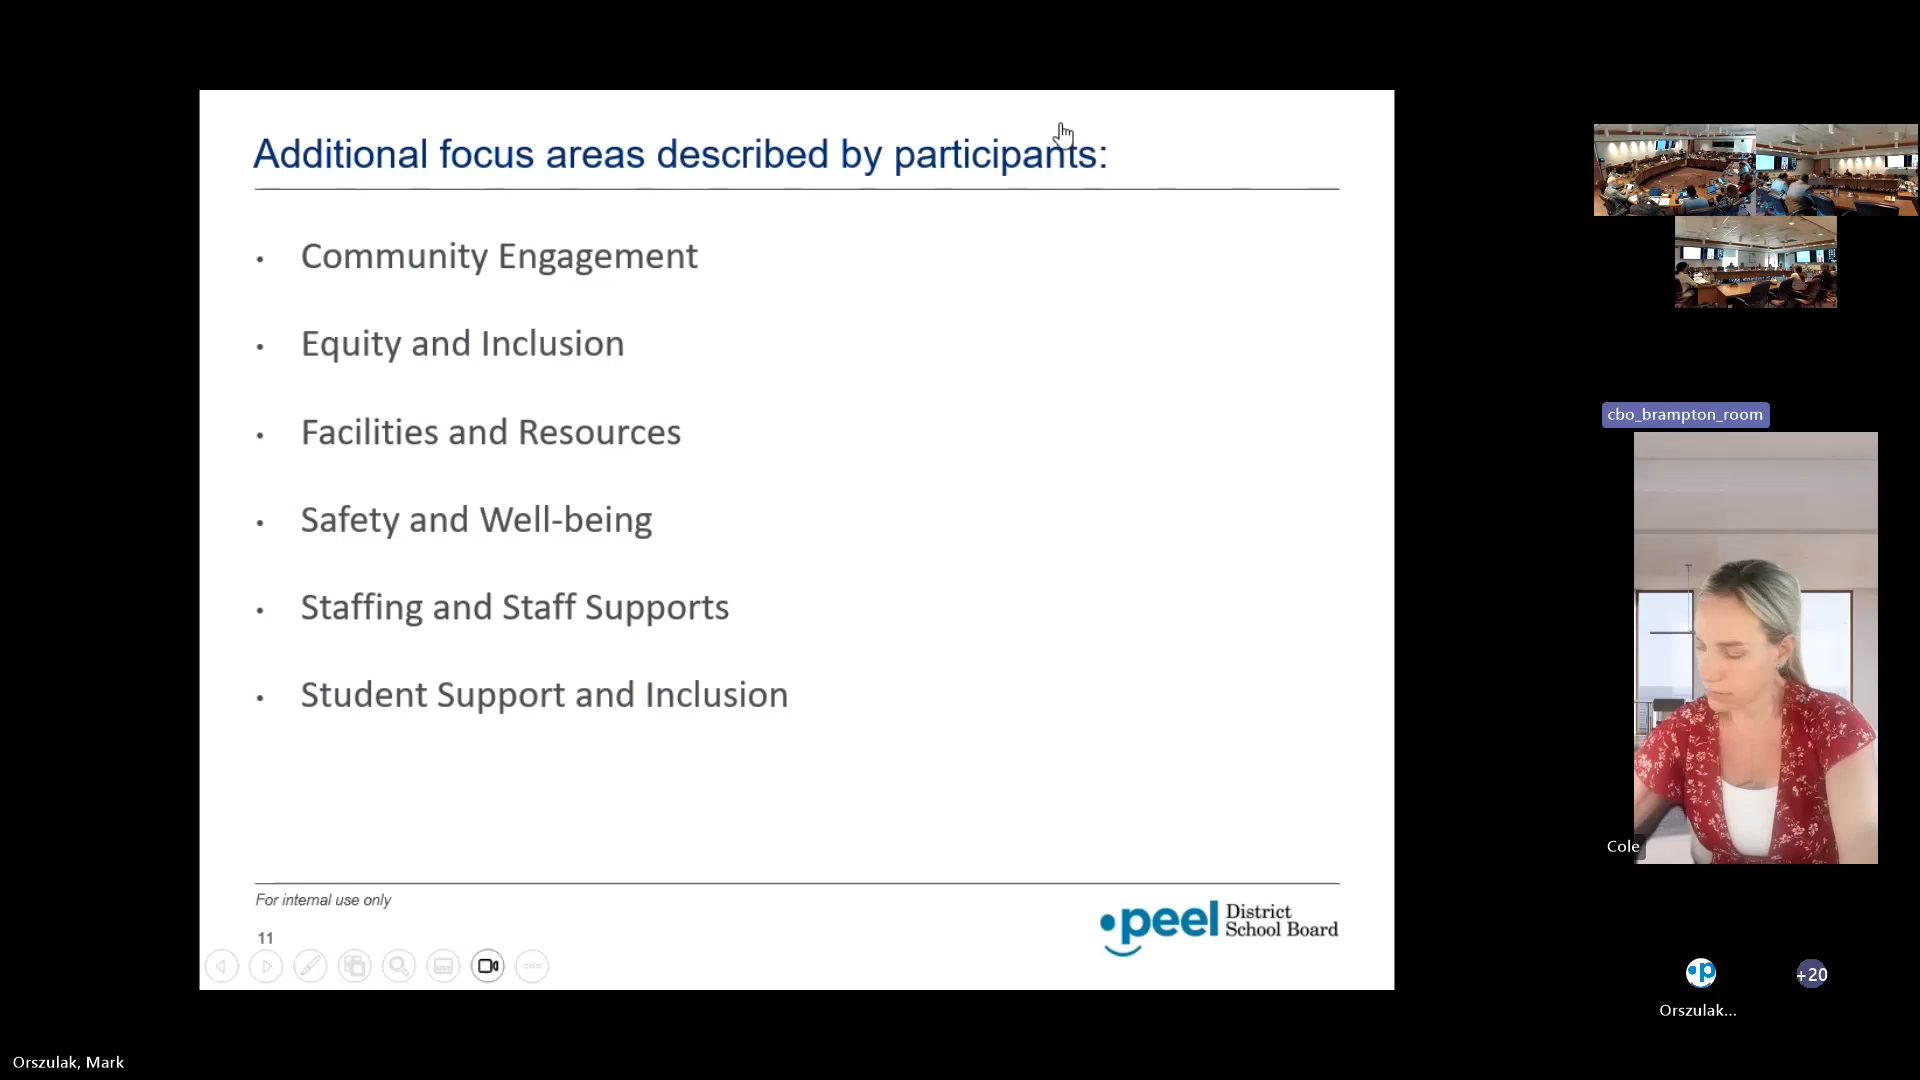 Additional focus areas described by participants:
• Community Engagement
• Equity and Inclusion
• Facilities and Resources
• Safety and Well-being
• Staffing and Staff Supports
• Student Support and Inclusion
For internal use only
11
peel District
School Board
cbo_brampton_room
Cole
p
+20
Orszulak...
Orszulak, Mark